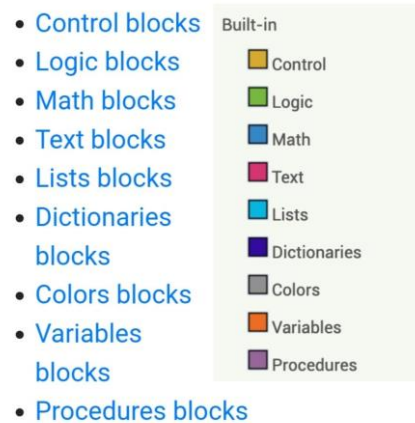 Control blocks
Logic blocks
Math blocks
Text blocks
Lists blocks
Dictionaries
blocks
Colors blocks
Variables
blocks
Procedures blocks
Built-in
Control
Logic
Math
Text
Lists
Dictionaries
Colors
Variables
Procedures